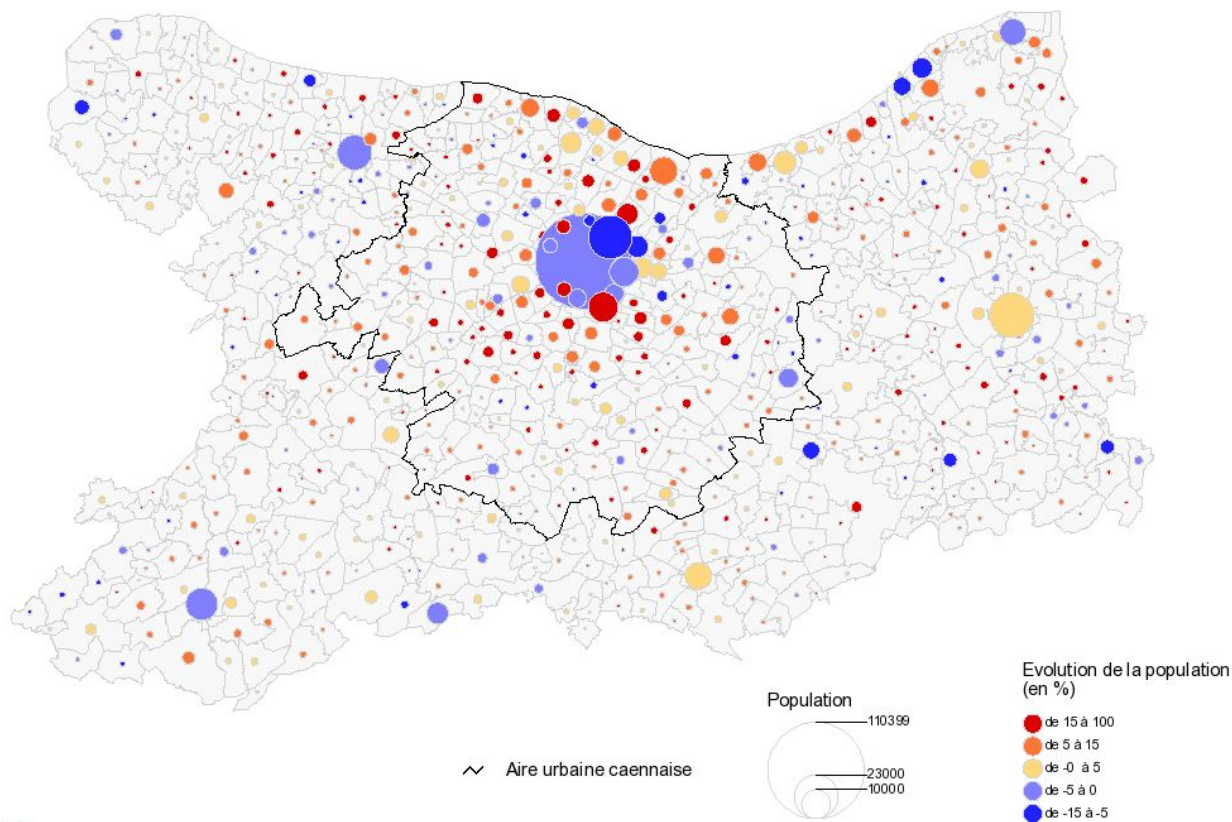 Evolution de la population
(en %)
Population
110399
23000
10000
Aire urbaine caennaise
de 15 à 100
de 5 à 15
de -0 à 5
de -5 à 0
de -15 à -5